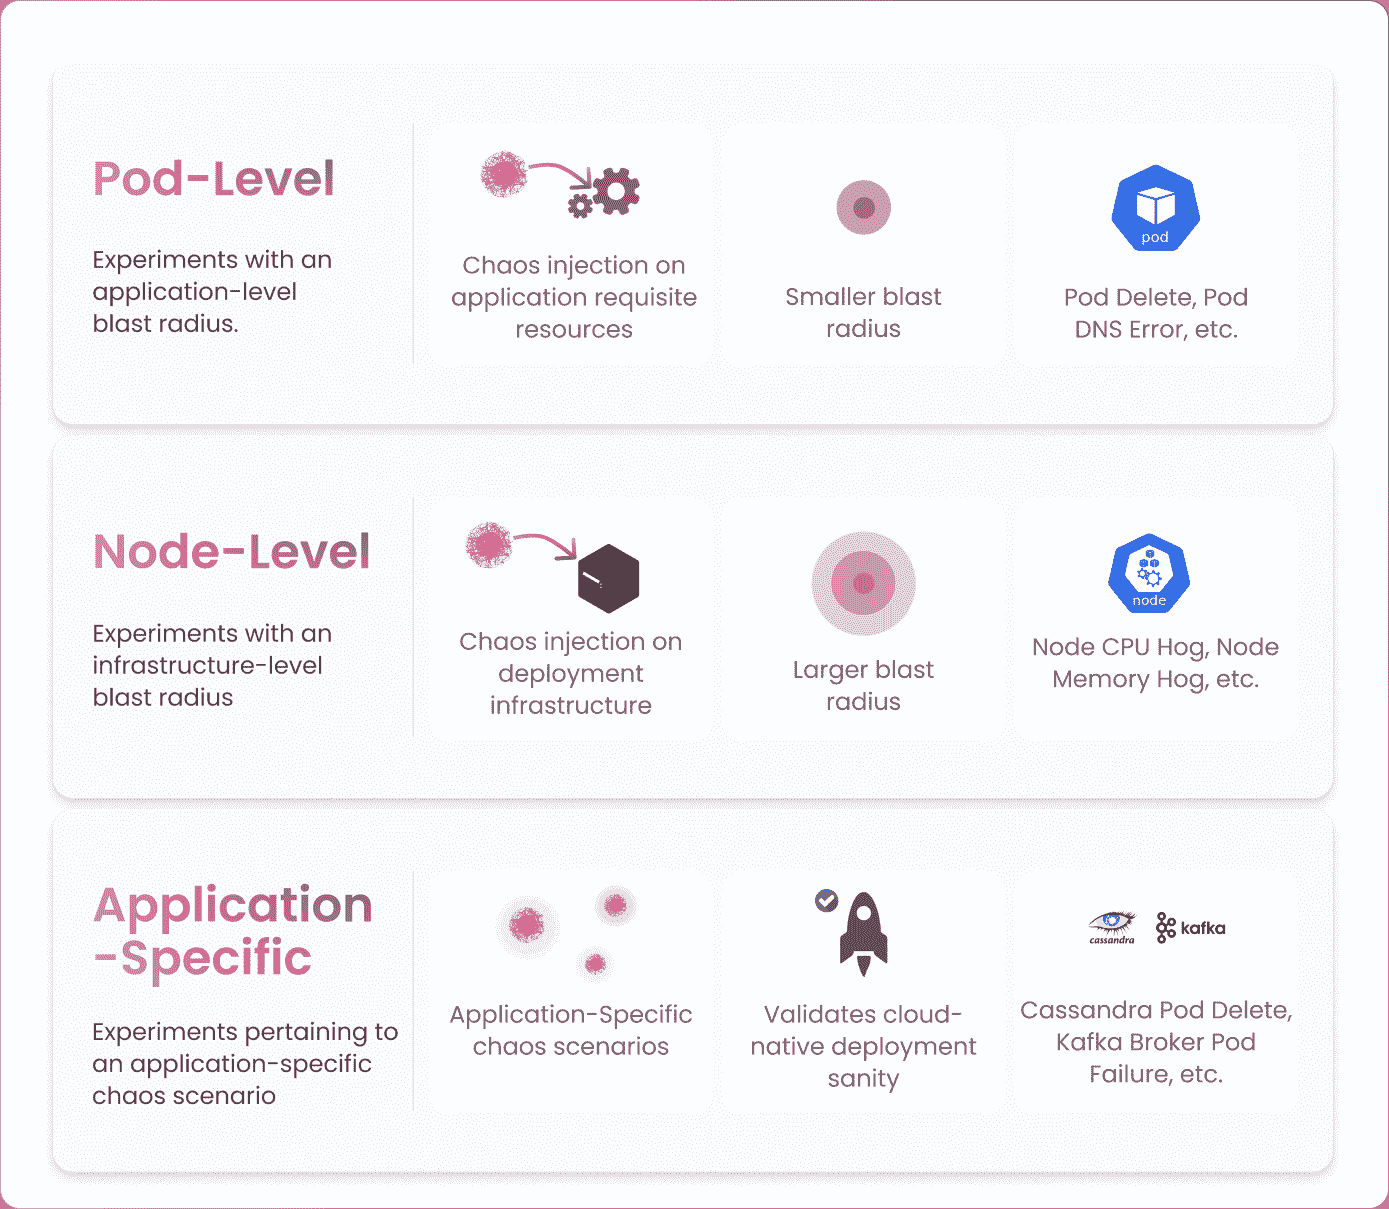 Pod-Level
Experiments with an
application-level
blast radius.
Chaos injection on
application requisite
resources
Smaller blast
radius
pod
Pod Delete, Pod
DNS Error, etc.
Node-Level
Experiments with an
infrastructure-level
blast radius
Chaos injection on
deployment
infrastructure
Larger blast
radius
node
Node CPU Hog, Node
Memory Hog, etc.
Application
-Specific
Experiments pertaining to
an application-specific
chaos scenario
Application-Specific
chaos scenarios
Validates cloud-
native deployment
sanity
cassandra
kafka
Cassandra Pod Delete,
Kafka Broker Pod
Failure, etc.